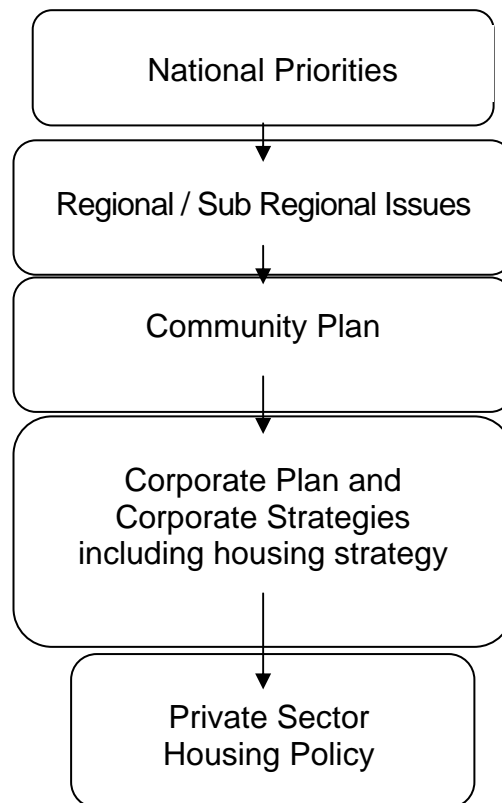 National Priorities
Regional / Sub Regional Issues
Community Plan
Corporate Plan and
Corporate Strategies
including housing strategy
Private Sector
Housing Policy